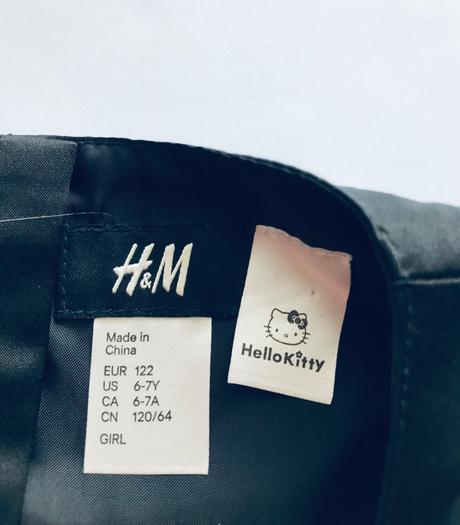 H&M
HelloKitty
Made in
China
EUR 122
US 6-7Y
CA 6-7A
CN 120/64
GIRL